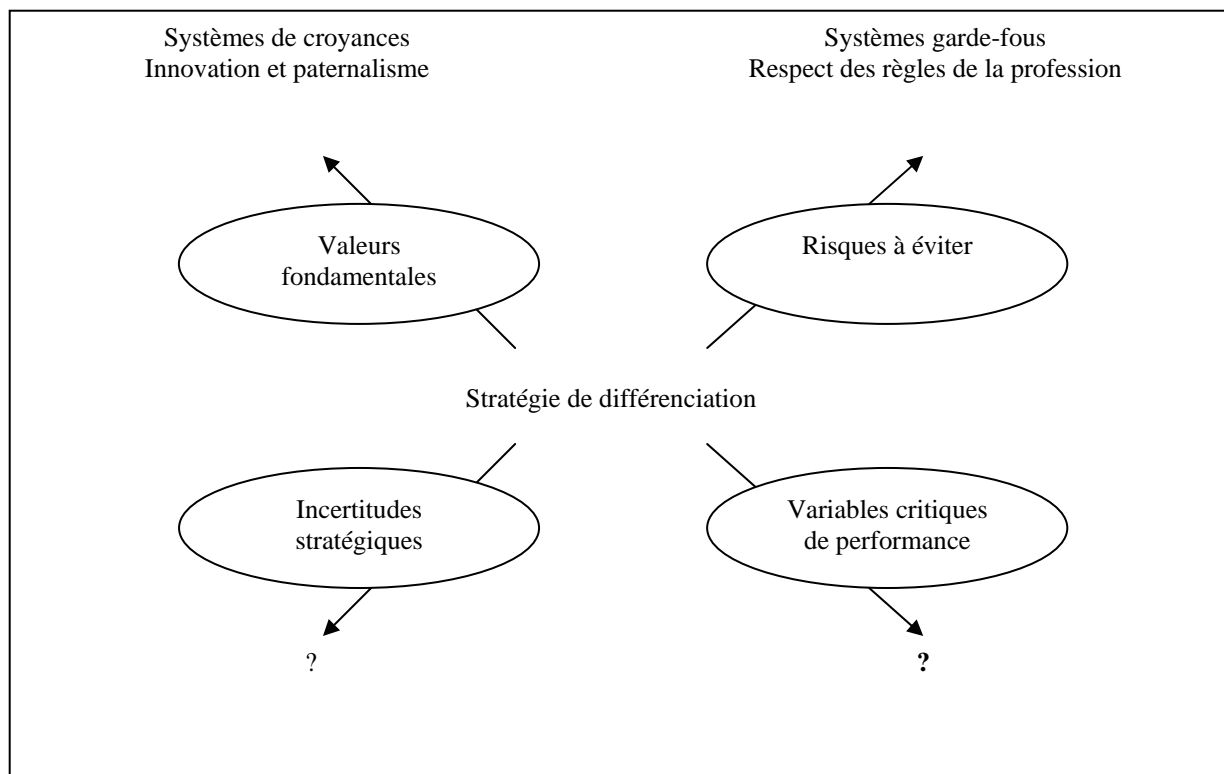 Systèmes de croyances
Innovation et paternalisme
Systèmes garde-fous
Respect des règles de la profession
Valeurs
fondamentales
Risques à éviter
Stratégie de différenciation
Incertitudes
stratégiques
Variables critiques
de performance
?
?